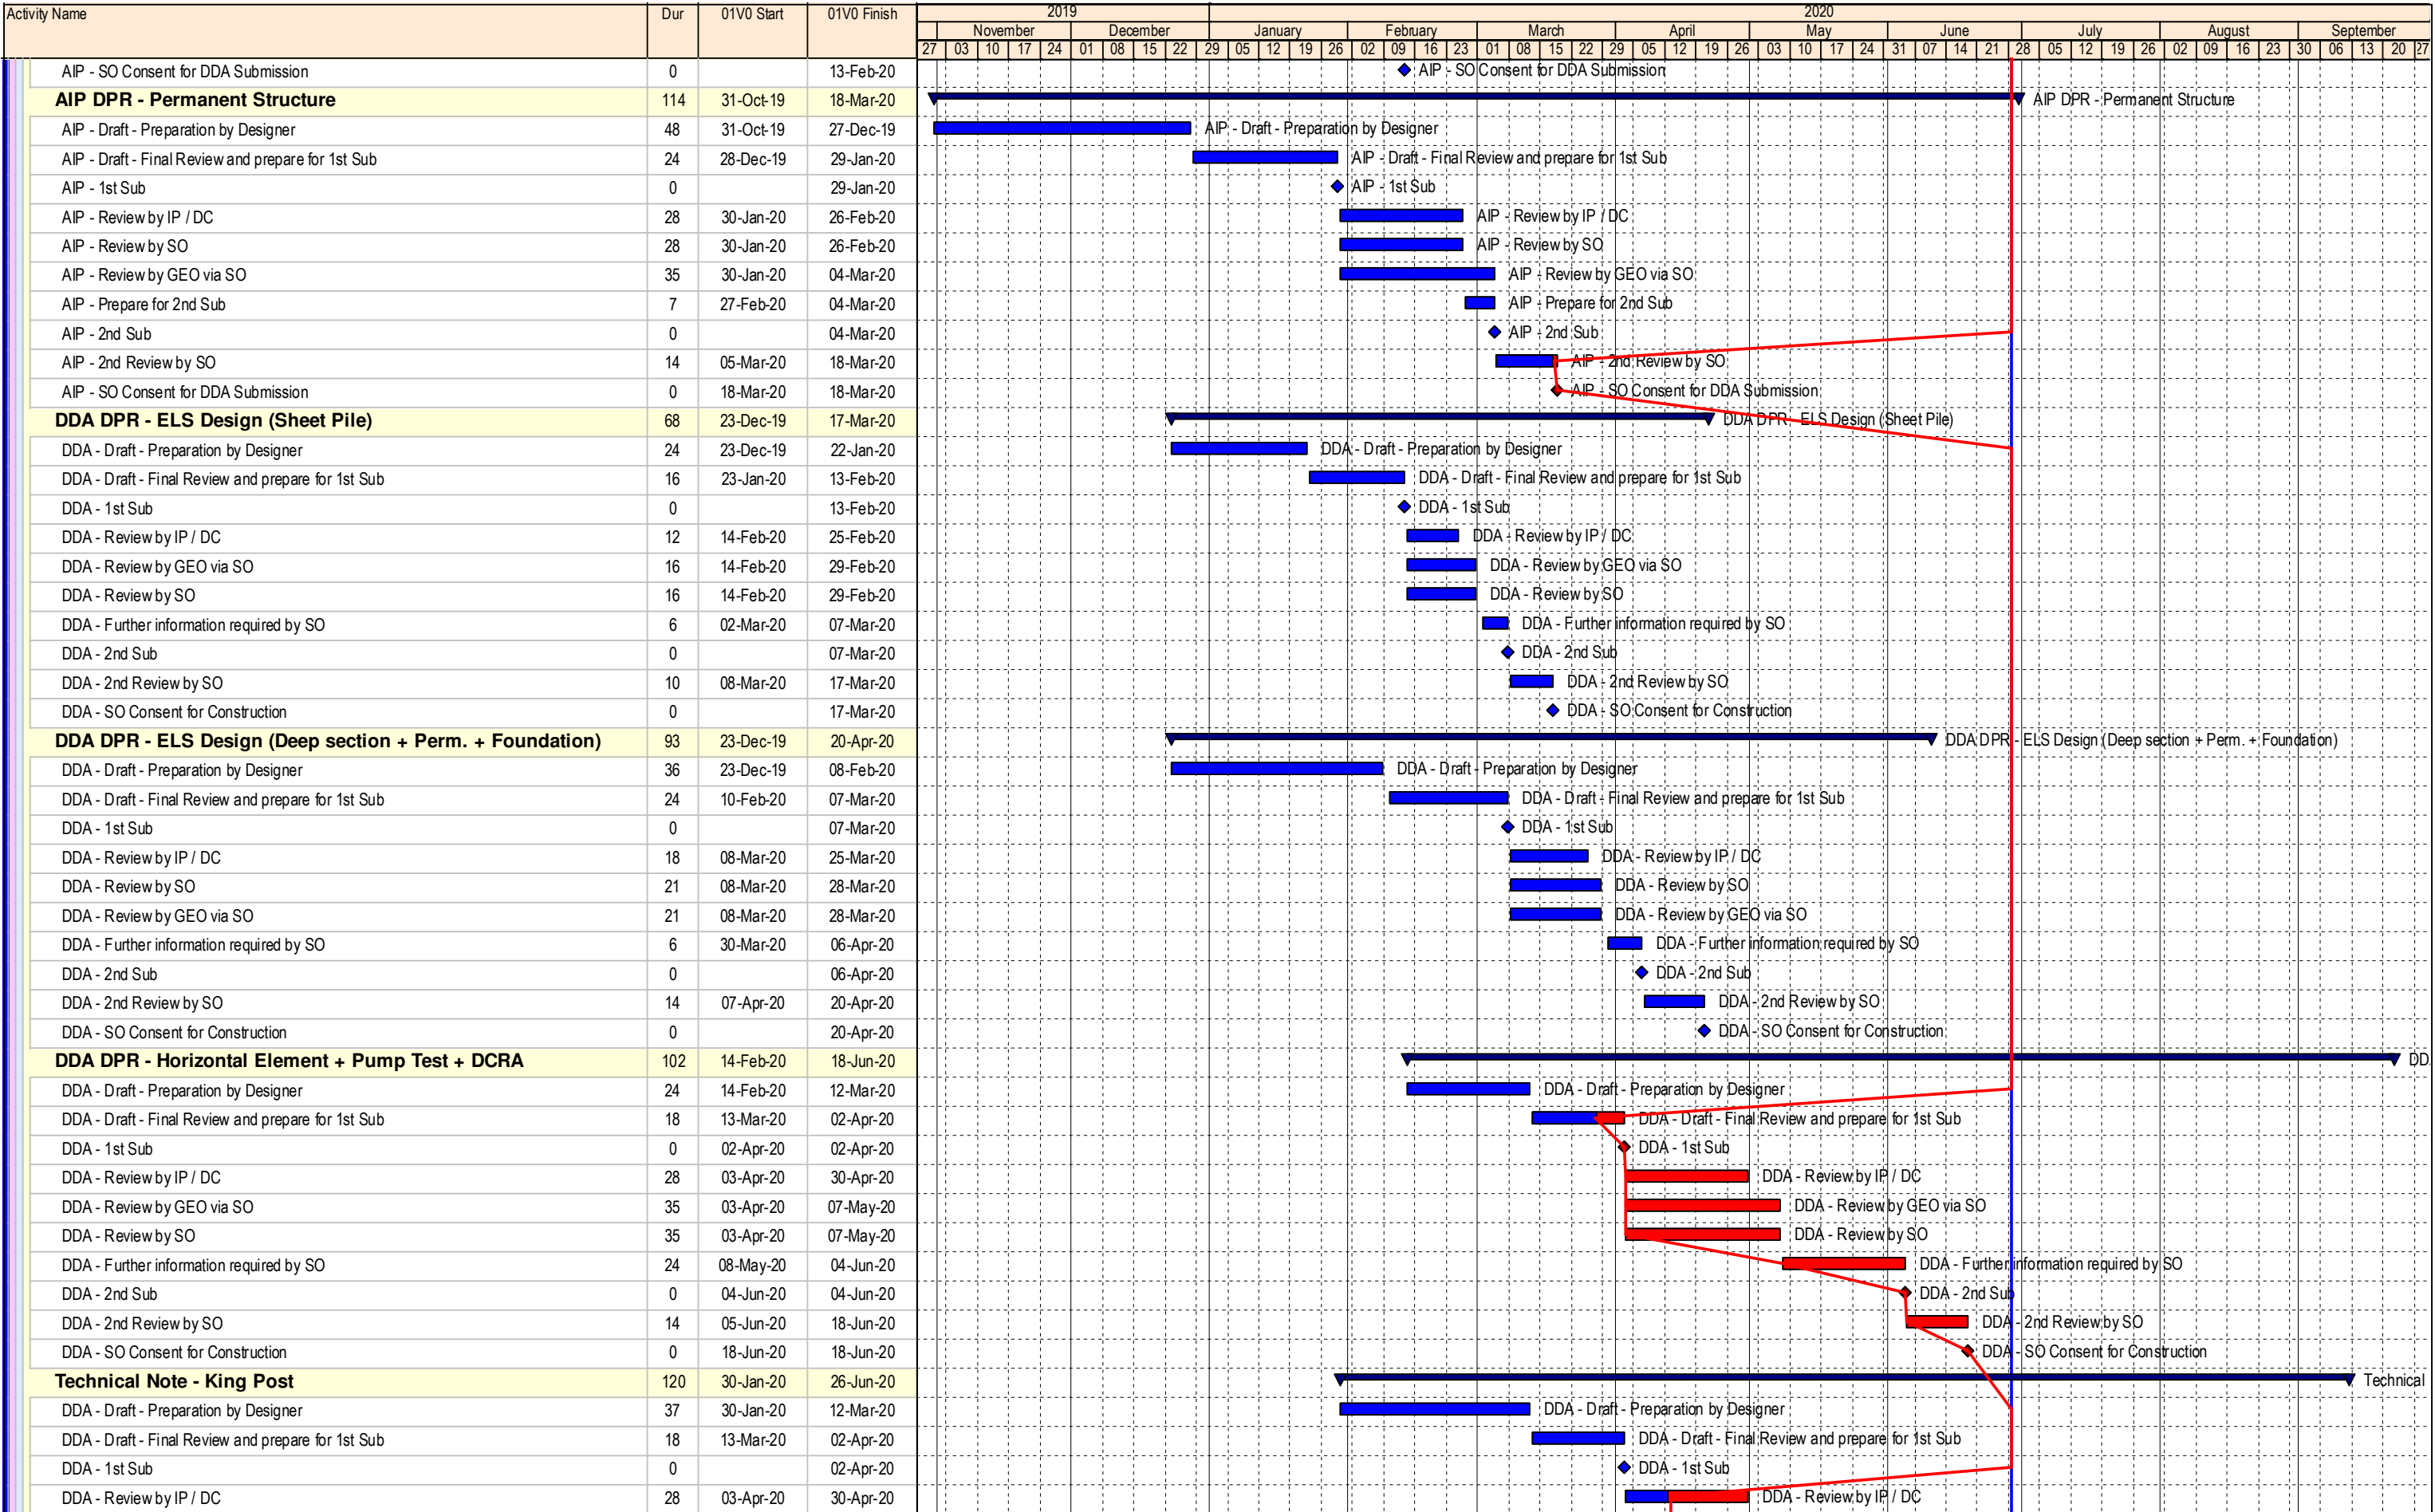 Activity Name Dur 01V0 Start 01V0 Finish 2019 2020
November December January February March April May June July August September
27 03 10 17 24 01 08 15 22 29 05 12 19 26 02 09 16 23 01 08 15 22 29 05 12 19 26 03 10 17 24 31 07 14 21 28 05 12 19 26 02 09 16 23 30 06 13 20 27
AIP - SO Consent for DDA Submission 0 13-Feb-20 AIP - SO Consent for DDA Submission
AIP DPR - Permanent Structure 114 31-Oct-19 18-Mar-20 AIP DPR - Permanent Structure
AIP - Draft - Preparation by Designer 48 31-Oct-19 27-Dec-19 AIP - Draft - Preparation by Designer
AIP - Draft - Final Review and prepare for 1st Sub 24 28-Dec-19 29-Jan-20 AIP - Draft - Final Review and prepare for 1st Sub
AIP - 1st Sub 0 29-Jan-20 AIP - 1st Sub
AIP - Review by IP / DC 28 30-Jan-20 26-Feb-20 AIP - Review by IP / DC
AIP - Review by SO 28 30-Jan-20 26-Feb-20 AIP - Review by SO
AIP - Review by GEO via SO 35 30-Jan-20 04-Mar-20 AIP - Review by GEO via SO
AIP - Prepare for 2nd Sub 7 27-Feb-20 04-Mar-20 AIP - Prepare for 2nd Sub
AIP - 2nd Sub 0 04-Mar-20 AIP - 2nd Sub
AIP - 2nd Review by SO 14 05-Mar-20 18-Mar-20 AIP - 2nd Review by SO
AIP - SO Consent for DDA Submission 0 18-Mar-20 18-Mar-20 AIP - SO Consent for DDA Submission
DDA DPR - ELS Design (Sheet Pile) 68 23-Dec-19 17-Mar-20 DDA DPR - ELS Design (Sheet Pile)
DDA - Draft - Preparation by Designer 24 23-Dec-19 22-Jan-20 DDA - Draft - Preparation by Designer
DDA - Draft - Final Review and prepare for 1st Sub 16 23-Jan-20 13-Feb-20 DDA - Draft - Final Review and prepare for 1st Sub
DDA - 1st Sub 0 13-Feb-20 DDA - 1st Sub
DDA - Review by IP / DC 12 14-Feb-20 25-Feb-20 DDA - Review by IP / DC
DDA - Review by GEO via SO 16 14-Feb-20 29-Feb-20 DDA - Review by GEO via SO
DDA - Review by SO 16 14-Feb-20 29-Feb-20 DDA - Review by SO
DDA - Further information required by SO 6 02-Mar-20 07-Mar-20 DDA - Further information required by SO
DDA - 2nd Sub 0 07-Mar-20 DDA - 2nd Sub
DDA - 2nd Review by SO 10 08-Mar-20 17-Mar-20 DDA - 2nd Review by SO
DDA - SO Consent for Construction 0 17-Mar-20 DDA - SO Consent for Construction
DDA DPR - ELS Design (Deep section + Perm. + Foundation) 93 23-Dec-19 20-Apr-20 DDA DPR - ELS Design (Deep section + Perm. + Foundation)
DDA - Draft - Preparation by Designer 36 23-Dec-19 08-Feb-20 DDA - Draft - Preparation by Designer
DDA - Draft - Final Review and prepare for 1st Sub 24 10-Feb-20 07-Mar-20 DDA - Draft - Final Review and prepare for 1st Sub
DDA - 1st Sub 0 07-Mar-20 DDA - 1st Sub
DDA - Review by IP / DC 18 08-Mar-20 25-Mar-20 DDA - Review by IP / DC
DDA - Review by SO 21 08-Mar-20 28-Mar-20 DDA - Review by SO
DDA - Review by GEO via SO 21 08-Mar-20 28-Mar-20 DDA - Review by GEO via SO
DDA - Further information required by SO 6 30-Mar-20 06-Apr-20 DDA - Further information required by SO
DDA - 2nd Sub 0 06-Apr-20 DDA - 2nd Sub
DDA - 2nd Review by SO 14 07-Apr-20 20-Apr-20 DDA - 2nd Review by SO
DDA - SO Consent for Construction 0 20-Apr-20 DDA - SO Consent for Construction
DDA DPR - Horizontal Element + Pump Test + DCRA 102 14-Feb-20 18-Jun-20 DD
DDA - Draft - Preparation by Designer 24 14-Feb-20 12-Mar-20 DDA - Draft - Preparation by Designer
DDA - Draft - Final Review and prepare for 1st Sub 18 13-Mar-20 02-Apr-20 DDA - Draft - Final Review and prepare for 1st Sub
DDA - 1st Sub 0 02-Apr-20 02-Apr-20 DDA - 1st Sub
DDA - Review by IP / DC 28 03-Apr-20 30-Apr-20 DDA - Review by IP / DC
DDA - Review by GEO via SO 35 03-Apr-20 07-May-20 DDA - Review by GEO via SO
DDA - Review by SO 35 03-Apr-20 07-May-20 DDA - Review by SO
DDA - Further information required by SO 24 08-May-20 04-Jun-20 DDA - Further information required by SO
DDA - 2nd Sub 0 04-Jun-20 04-Jun-20 DDA - 2nd Sub
DDA - 2nd Review by SO 14 05-Jun-20 18-Jun-20 DDA - 2nd Review by SO
DDA - SO Consent for Construction 0 18-Jun-20 18-Jun-20 DDA - SO Consent for Construction
Technical Note - King Post 120 30-Jan-20 26-Jun-20 Technical
DDA - Draft - Preparation by Designer 37 30-Jan-20 12-Mar-20 DDA - Draft - Preparation by Designer
DDA - Draft - Final Review and prepare for 1st Sub 18 13-Mar-20 02-Apr-20 DDA - Draft - Final Review and prepare for 1st Sub
DDA - 1st Sub 0 02-Apr-20 DDA - 1st Sub
DDA - Review by IP / DC 28 03-Apr-20 30-Apr-20 DDA - Review by IP / DC